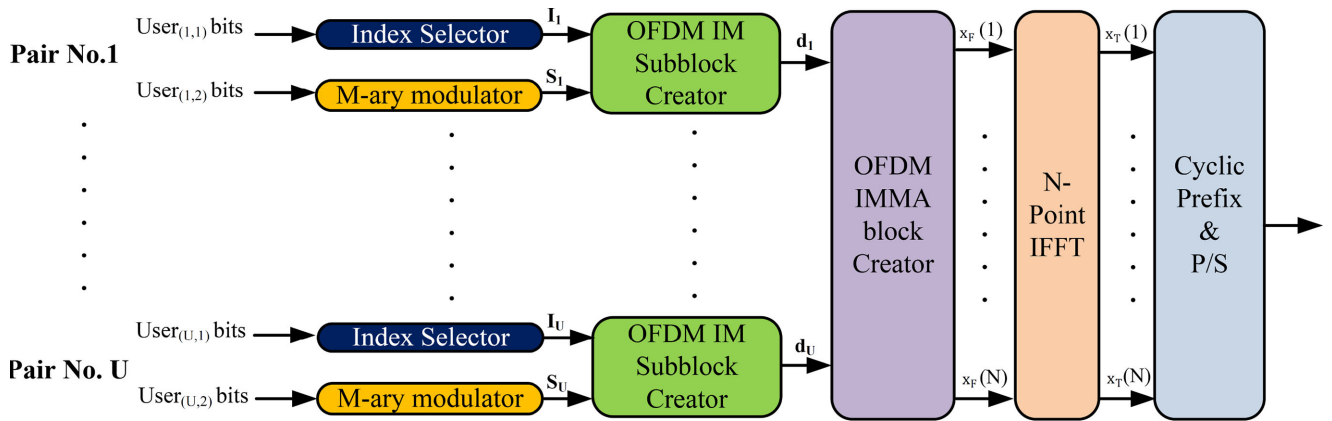 Pair No.1
User(1,1) bits
Index Selector
I1
User(1,2) bits
M-ary modulator
S1
OFDM IM
Subblock
Creator
d1
User(U,1) bits
Index Selector
IU
Pair No. U
User(U,2) bits
M-ary modulator
SU
OFDM IM
Subblock
Creator
dU
OFDM
IMMA
block
Creator
xF (1)
xF (N)
N-
Point
IFFT
xT (1)
xT (N)
Cyclic
Prefix
&
P/S